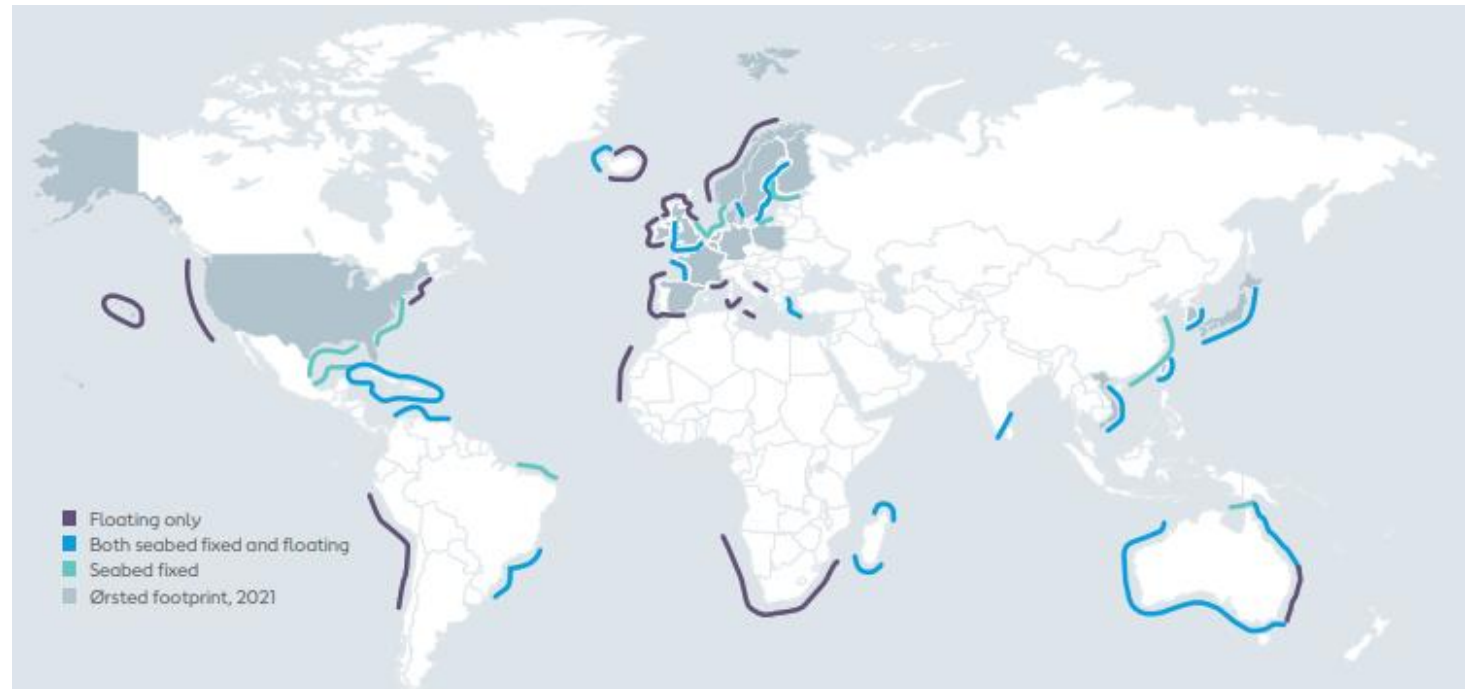 Floating only
Both seabed fixed and floating
Seabed fixed
Ørsted footprint, 2021